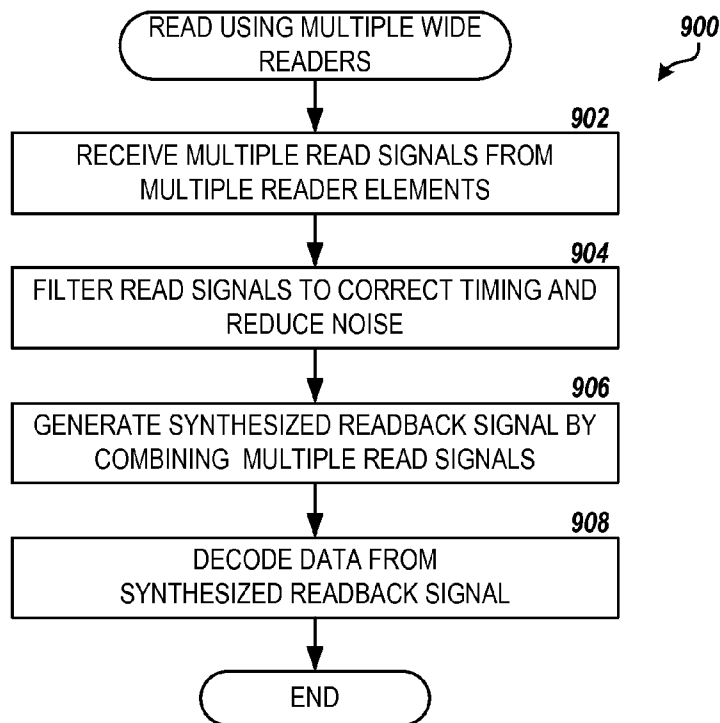 READ USING MULTIPLE WIDE
READERS
900
902
RECEIVE MULTIPLE READ SIGNALS FROM
MULTIPLE READER ELEMENTS
904
FILTER READ SIGNALS TO CORRECT TIMING AND
REDUCE NOISE
906
GENERATE SYNTHESIZED READBACK SIGNAL BY
COMBINING MULTIPLE READ SIGNALS
908
DECODE DATA FROM
SYNTHESIZED READBACK SIGNAL
END